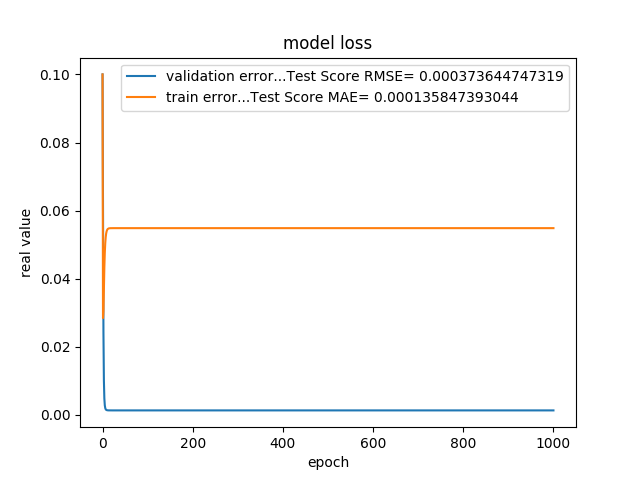 model loss
validation error...Test Score RMSE= 0.000373644747319
train error...Test Score MAE= 0.000135847393044
real value
0.10
0.08
0.06
0.04
0.02
0.00
0 200 400 600 800 1000
epoch